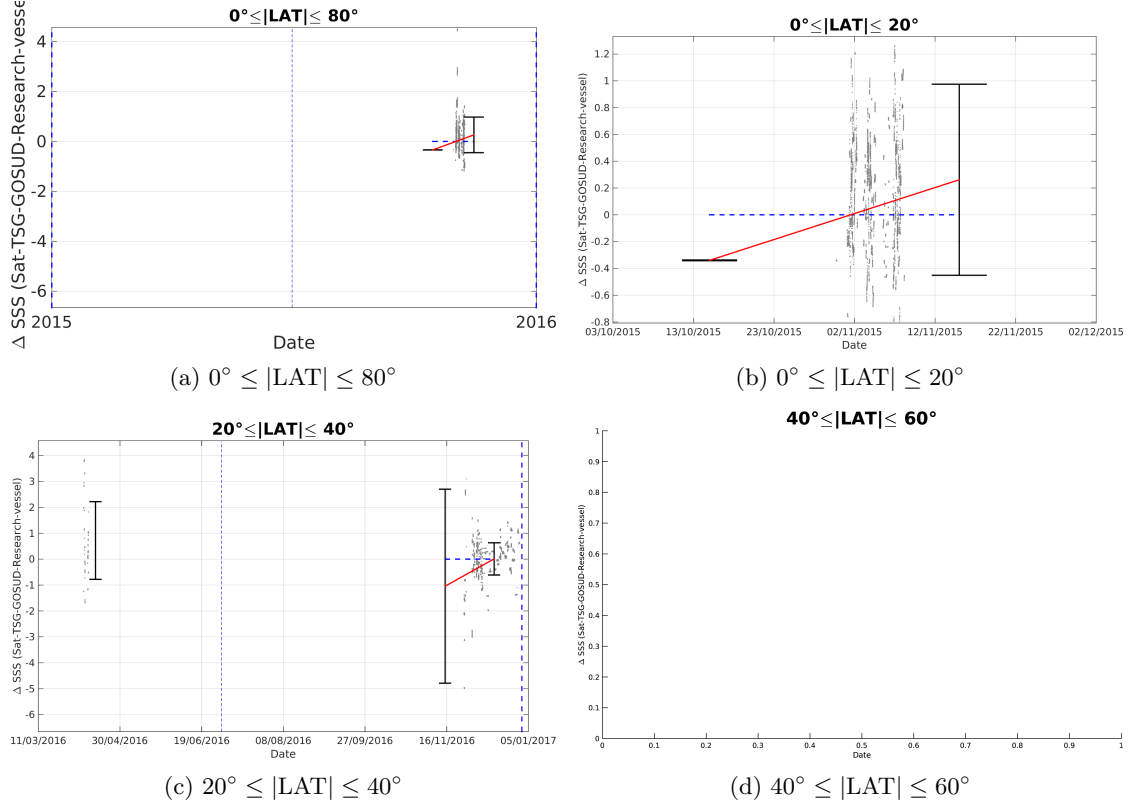 0°≤|LAT|≤ 80°
Δ SSS (Sat-TSG-GOSUD-Research-vessel)
4
2
0
-2
-4
-6
2015
2016
Date
(a) 0° ≤ |LAT| ≤ 80°
0°≤|LAT|≤ 20°
Δ SSS (Sat-TSG-GOSUD-Research-vessel)
1.2
1
0.8
0.6
0.4
0.2
0
-0.2
-0.4
-0.6
-0.8
03/10/2015 13/10/2015 23/10/2015 02/11/2015 12/11/2015 22/11/2015 02/12/2015
Date
(b) 0° ≤ |LAT| ≤ 20°
20°≤|LAT|≤ 40°
Δ SSS (Sat-TSG-GOSUD-Research-vessel)
4
3
2
1
0
-1
-2
-3
-4
-5
-6
11/03/2016 30/04/2016 19/06/2016 08/08/2016 27/09/2016 16/11/2016 05/01/2017
Date
(c) 20° ≤ |LAT| ≤ 40°
40°≤|LAT|≤ 60°
Δ SSS (Sat-TSG-GOSUD-Research-vessel)
1
0.9
0.8
0.7
0.6
0.5
0.4
0.3
0.2
0.1
0
0 0.1 0.2 0.3 0.4 0.5 0.6 0.7 0.8 0.9 1
Date
(d) 40° ≤ |LAT| ≤ 60°